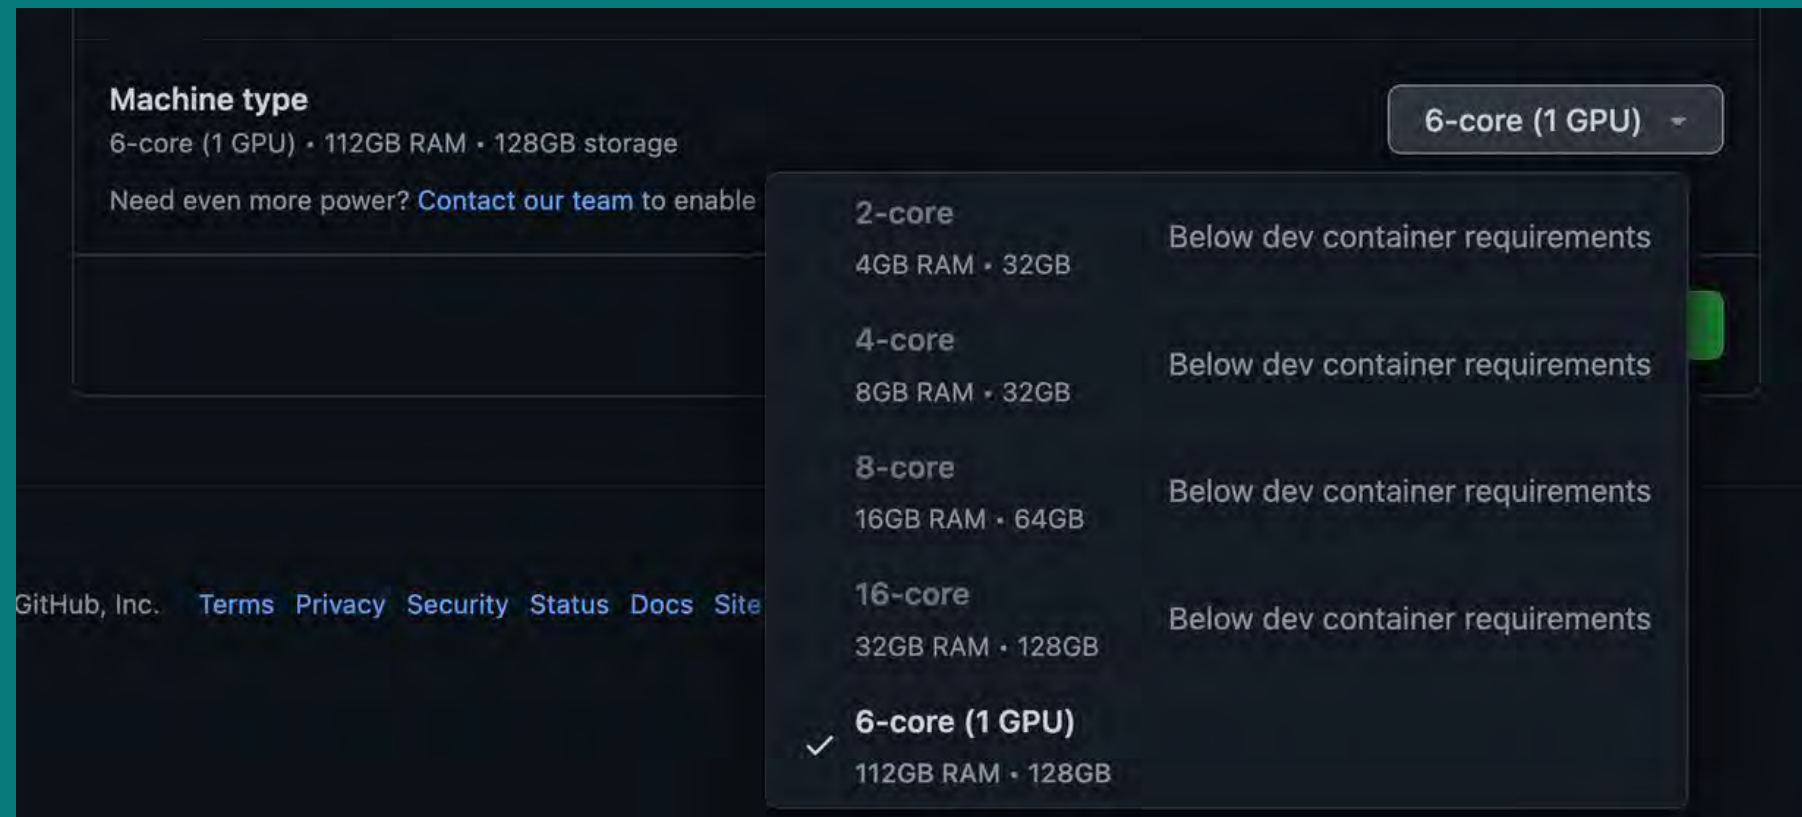 Machine type
6-core (1 GPU) • 112GB RAM • 128GB storage
Need even more power? Contact our team to enable
6-core (1 GPU)
2-core
4GB RAM • 32GB
Below dev container requirements
4-core
8GB RAM • 32GB
Below dev container requirements
8-core
16GB RAM • 64GB
Below dev container requirements
16-core
32GB RAM • 128GB
Below dev container requirements
6-core (1 GPU)
112GB RAM • 128GB
GitHub, Inc. Terms Privacy Security Status Docs Site